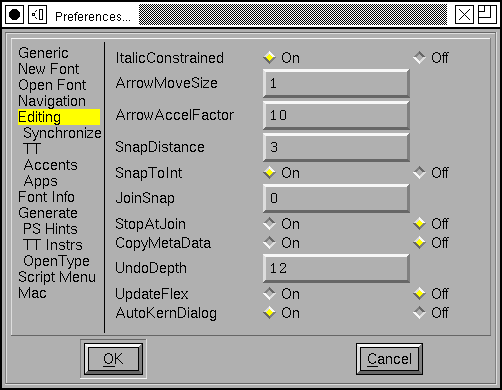 Preferences...
Generic
New Font
Open Font
Navigation
Editing
Synchronize
TT
Accents
Apps
Font Info
Generate
PS Hints
TT Instrs
OpenType
Script Menu
Mac
ItalicConstrained On Off
ArrowMoveSize 1
ArrowAccelFactor 10
SnapDistance 3
SnapToInt On Off
JoinSnap 0
StopAtJoin On Off
CopyMetaData On Off
UndoDepth 12
UpdateFlex On Off
AutoKernDialog On Off
OK Cancel